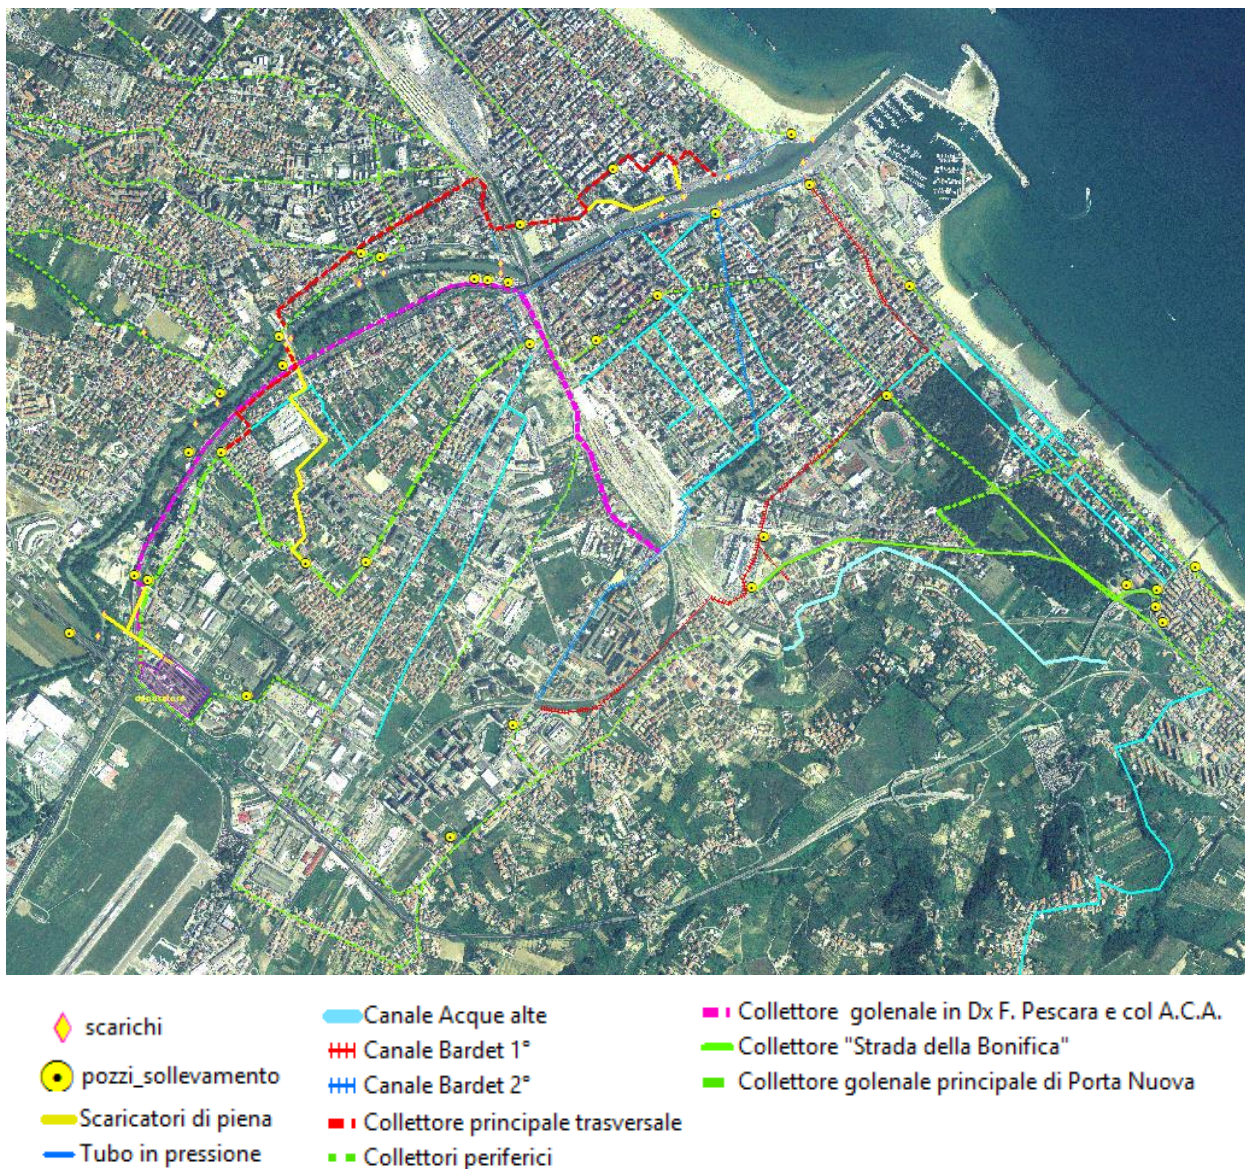 depuratore
scarichi
pozzi_sollevamento
Scaricatori di piena
Tubo in pressione
Canale Acque alte
Canale Bardet 1°
Canale Bardet 2°
Collettore principale trasversale
Collettori periferici
Collettore golenale in Dx F. Pescara e col A.C.A.
Collettore "Strada della Bonifica"
Collettore golenale principale di Porta Nuova